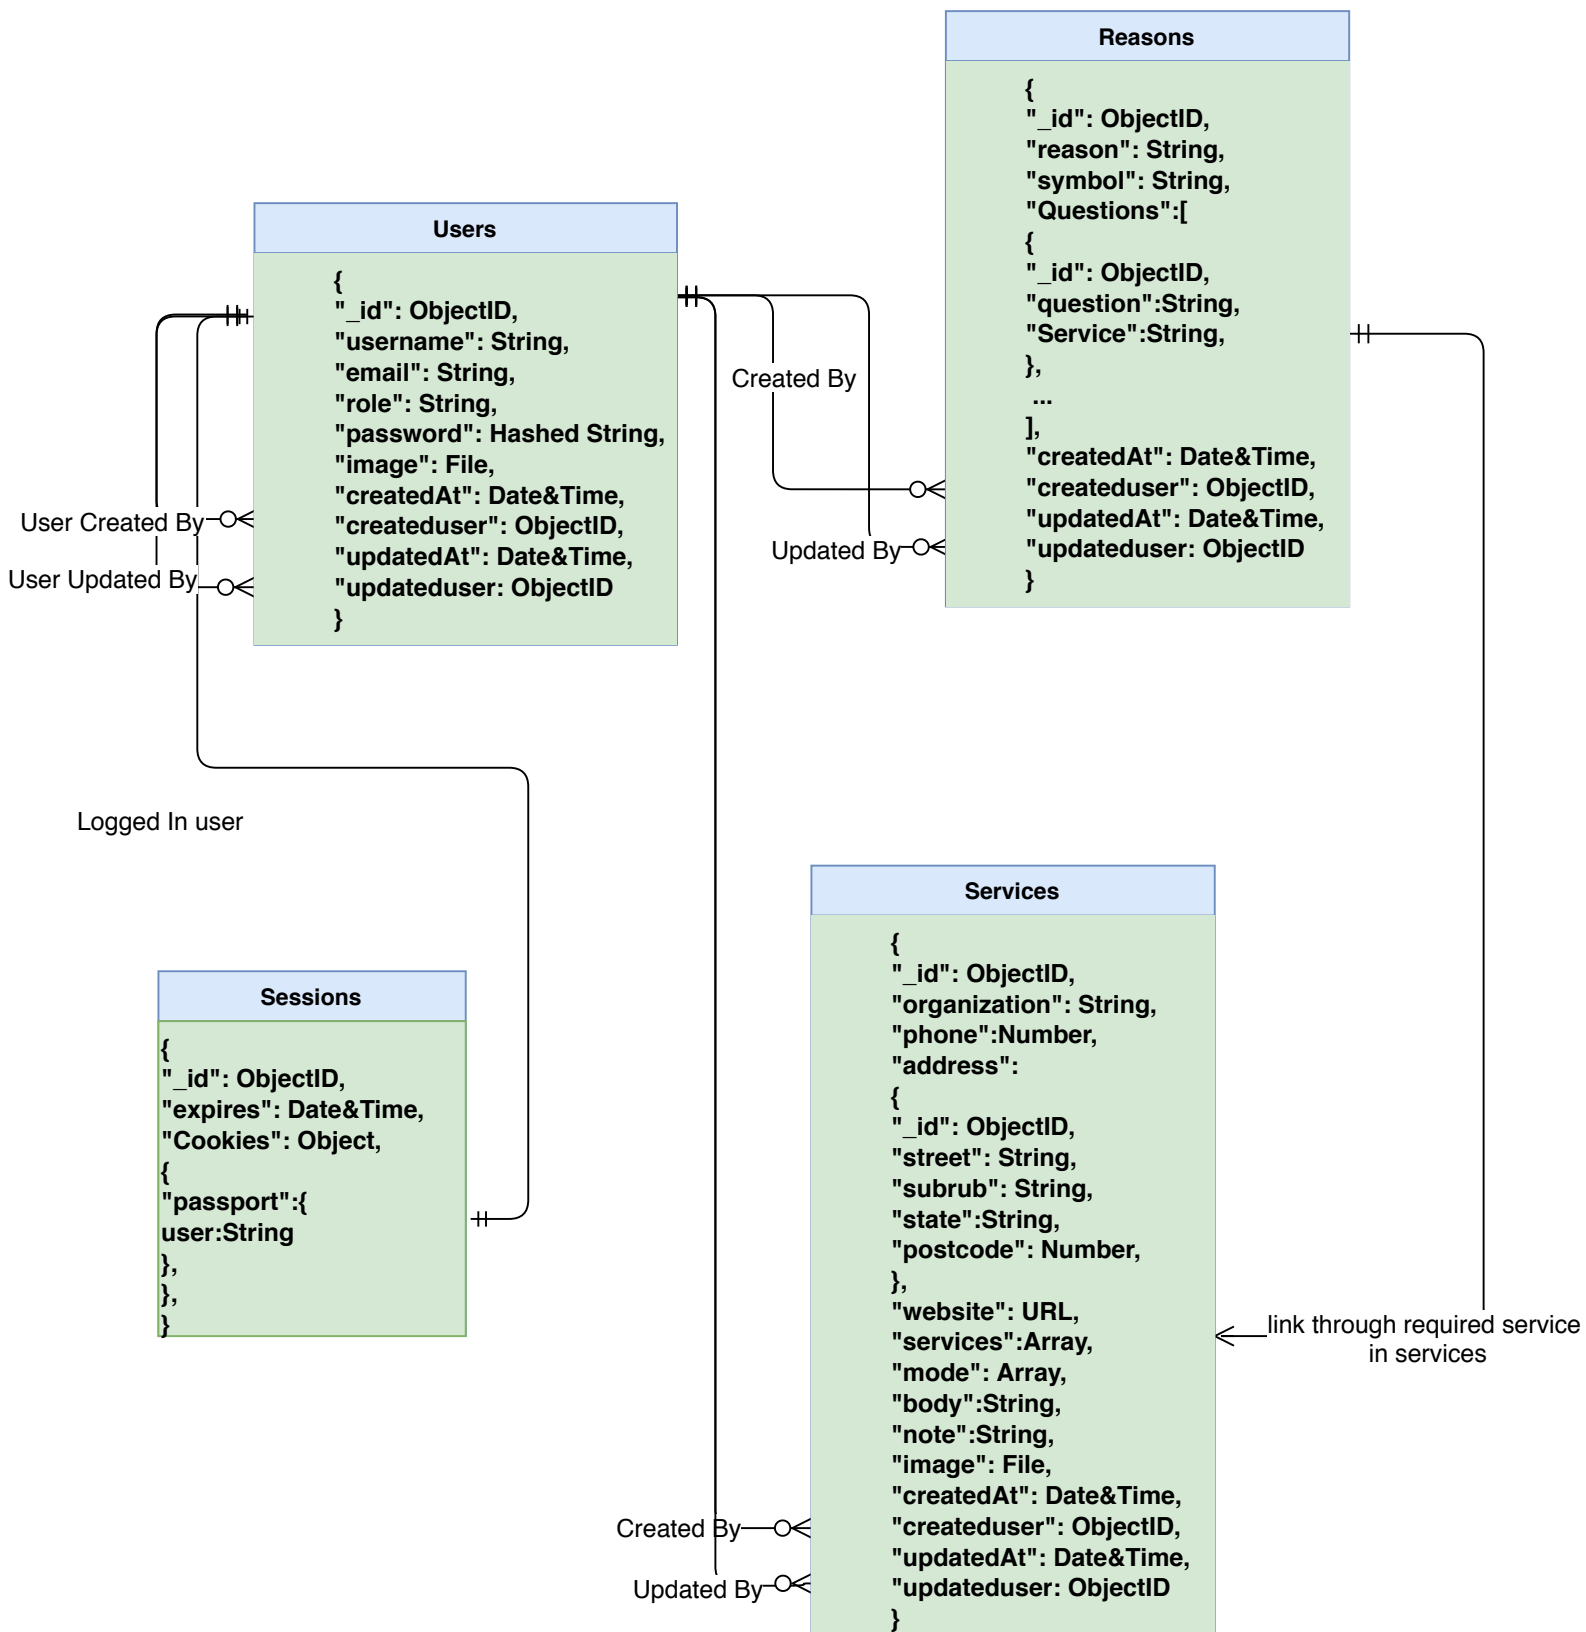 Reasons
{
"_id": ObjectID,
"reason": String,
"symbol": String,
"Questions":[
{
"_id": ObjectID,
"question":String,
"Service":String,
},
...
],
"createdAt": Date&Time,
"createduser": ObjectID,
"updatedAt": Date&Time,
"updateduser: ObjectID
}
Users
{
"_id": ObjectID,
"username": String,
"email": String,
"role": String,
"password": Hashed String,
"image": File,
"createdAt": Date&Time,
"createduser": ObjectID,
"updatedAt": Date&Time,
"updateduser: ObjectID
}
Created By
Updated By
User Created By
User Updated By
Logged In user
Sessions
{
"_id": ObjectID,
"expires": Date&Time,
"Cookies": Object,
{
"passport":{
user:String
},
},
}
Services
{
"_id": ObjectID,
"organization": String,
"phone":Number,
"address":
{
"_id": ObjectID,
"street": String,
"subrub": String,
"state":String,
"postcode": Number,
},
"website": URL,
"services":Array,
"mode": Array,
"body":String,
"note":String,
"image": File,
"createdAt": Date&Time,
"createduser": ObjectID,
"updatedAt": Date&Time,
"updateduser: ObjectID
}
link through required service
in services
Created By
Updated By